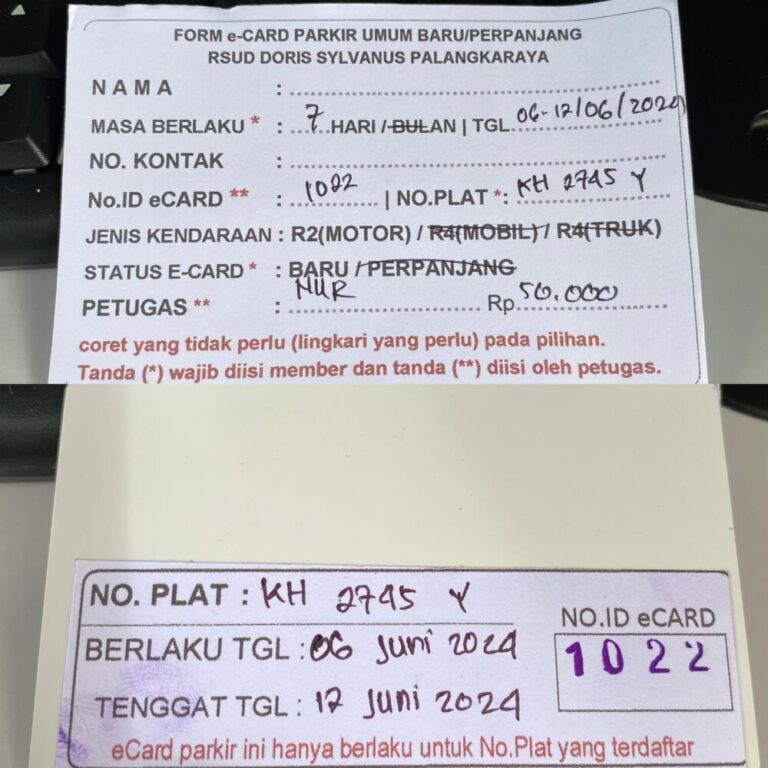 FORM e-CARD PARKIR UMUM BARU/PERPANJANG
RSUD DORIS SYLVANUS PALANGKARAYA
N A M A :
MASA BERLAKU * : 7 HARI / BULAN | TGL. 06-12/06/2024
NO. KONTAK :
No.ID eCARD ** : 1022 | NO.PLAT *: KH 2745 Y
JENIS KENDARAAN : R2(MOTOR) / R4(MOBIL) / R4(TRUK)
STATUS E-CARD * : BARU / PERPANJANG
PETUGAS ** : NUR Rp. 50.000
coret yang tidak perlu (lingkari yang perlu) pada pilihan.
Tanda (*) wajib diisi member dan tanda (**) diisi oleh petugas.
NO. PLAT : KH 2745 Y
BERLAKU TGL : 06 Juni 2024
TENGGAT TGL : 12 Juni 2024
NO.ID eCARD
1022
eCard parkir ini hanya berlaku untuk No.Plat yang terdaftar